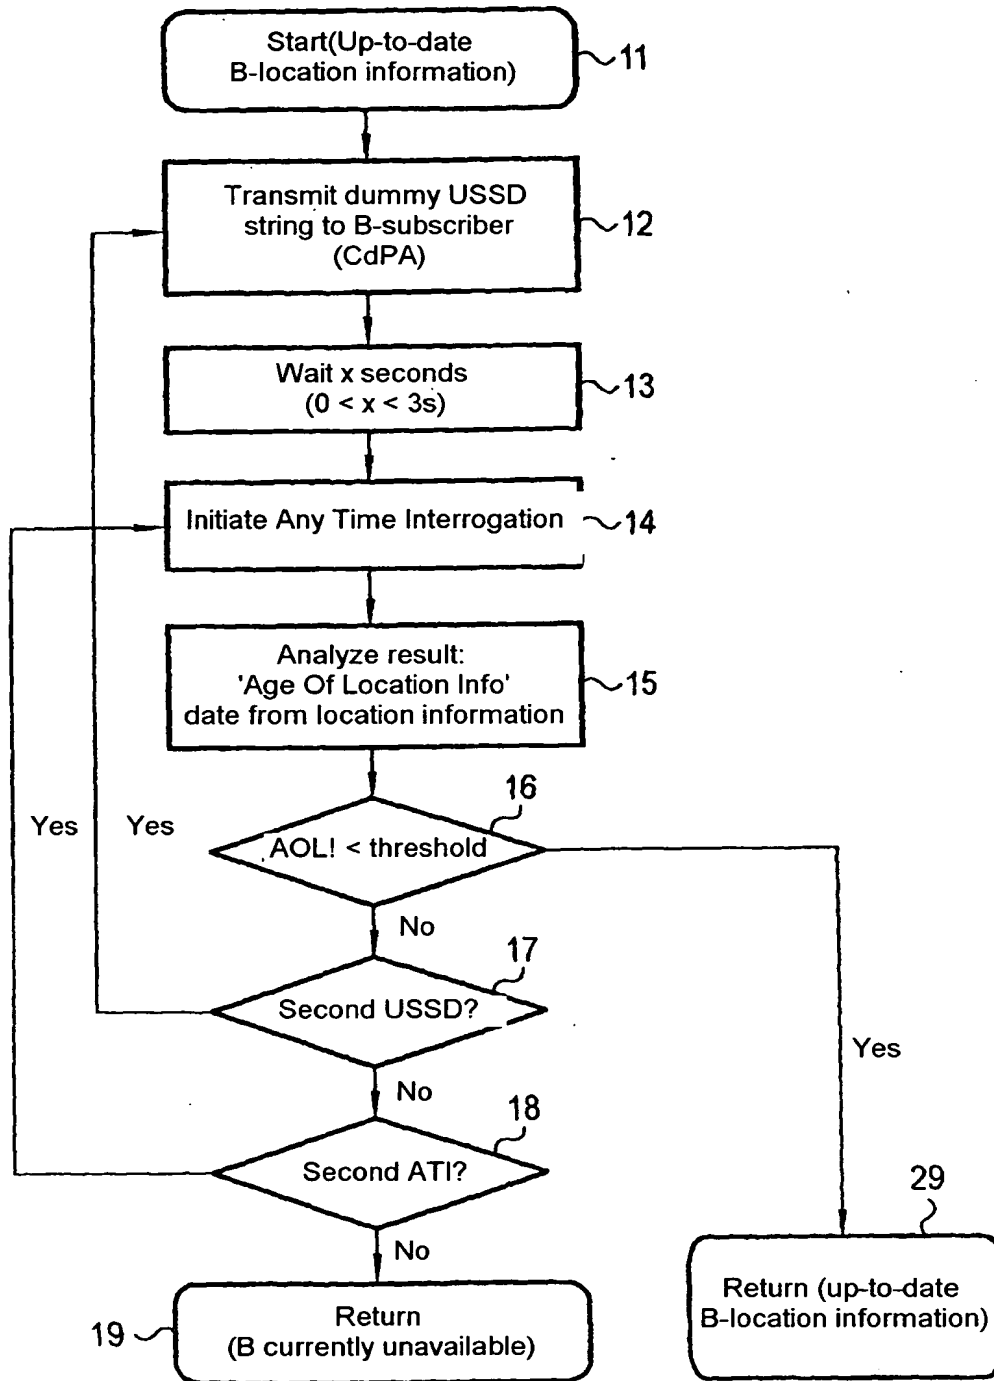 Start(Up-to-date
B-location information)
11
Transmit dummy USSD
string to B-subscriber
(CdPA)
12
Wait x seconds
(0 < x < 3s)
13
Initiate Any Time Interrogation
14
Analyze result:
'Age Of Location Info'
date from location information
15
16
Yes
Yes
AOL! < threshold
No
17
Second USSD?
Yes
No
18
Second ATI?
29
No
Return (up-to-date
B-location information)
19
Return
(B currently unavailable)